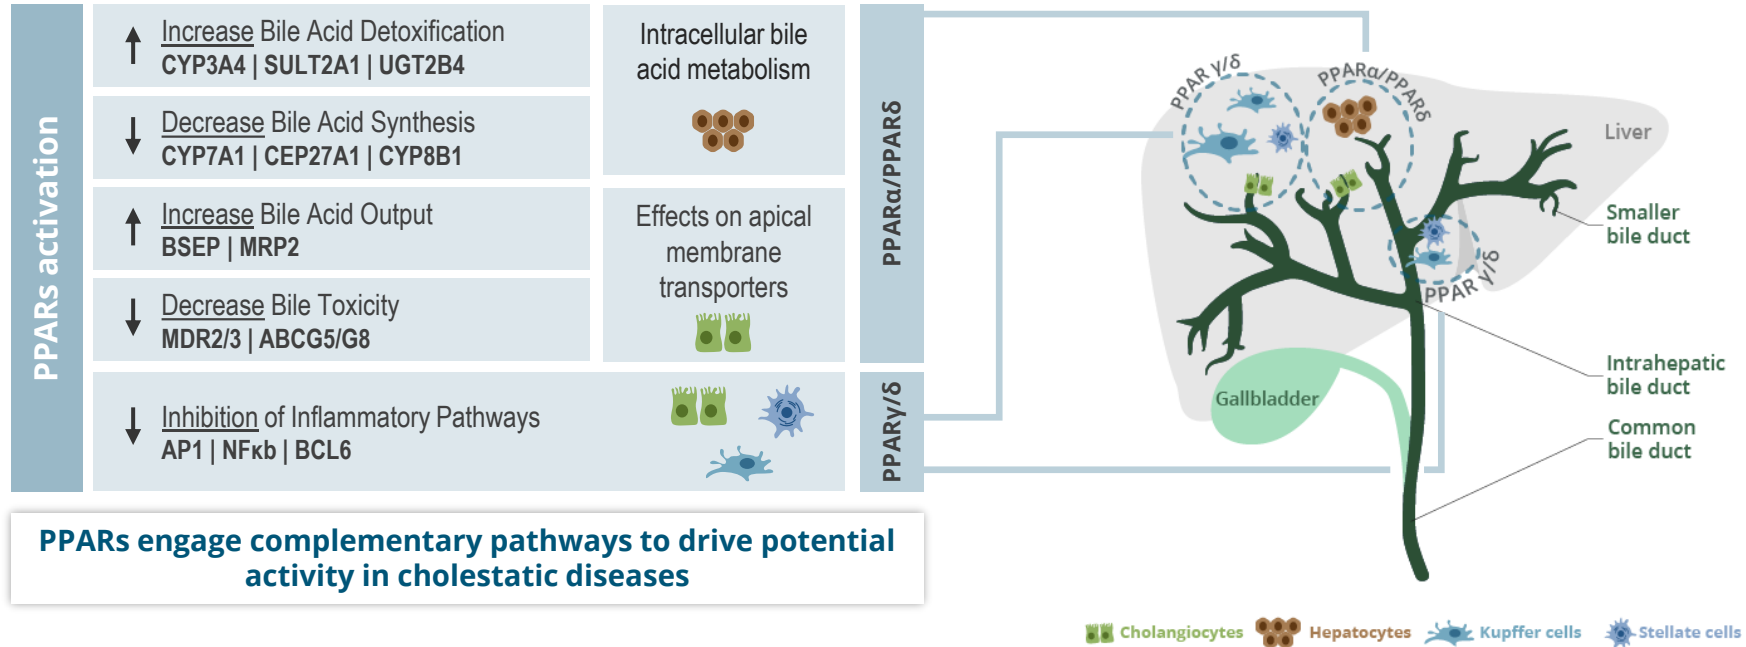 PPARs activation
Increase Bile Acid Detoxification
CYP3A4 | SULT2A1 | UGT2B4
Decrease Bile Acid Synthesis
CYP7A1 | CEP27A1 | CYP8B1
Increase Bile Acid Output
BSEP | MRP2
Decrease Bile Toxicity
MDR2/3 | ABCG5/G8
Inhibition of Inflammatory Pathways
AP1 | NFκb | BCL6
Intracellular bile
acid metabolism
Effects on apical
membrane
transporters
PPARα/PPARδ
PPARγ/δ
PPARs engage complementary pathways to drive potential
activity in cholestatic diseases
PPAR γ/δ
PPARα/PPARδ
PPAR γ/δ
Liver
Smaller
bile duct
Intrahepatic
bile duct
Common
bile duct
Gallbladder
Cholangiocytes
Hepatocytes
Kupffer cells
Stellate cells